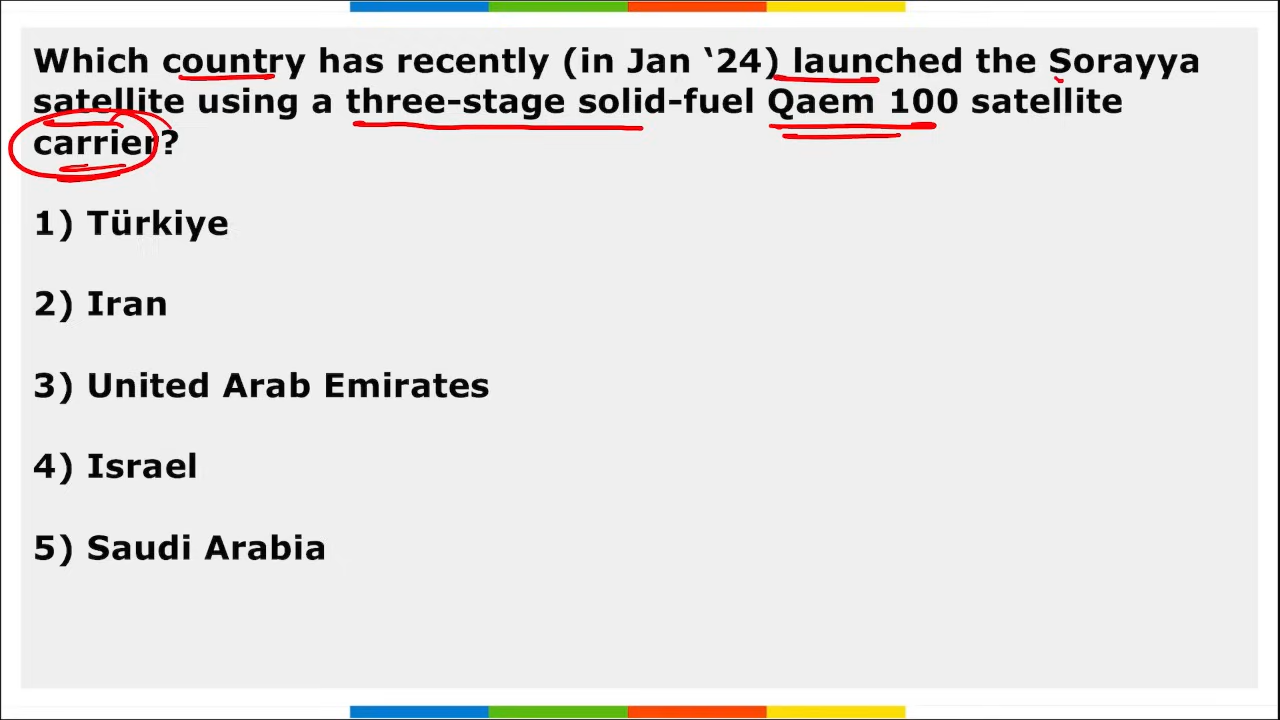 Which country has recently (in Jan ‘24) launched the Sorayya
satellite using a three-stage solid-fuel Qaem 100 satellite
carrier?
1) Türkiye
2) Iran
3) United Arab Emirates
4) Israel
5) Saudi Arabia